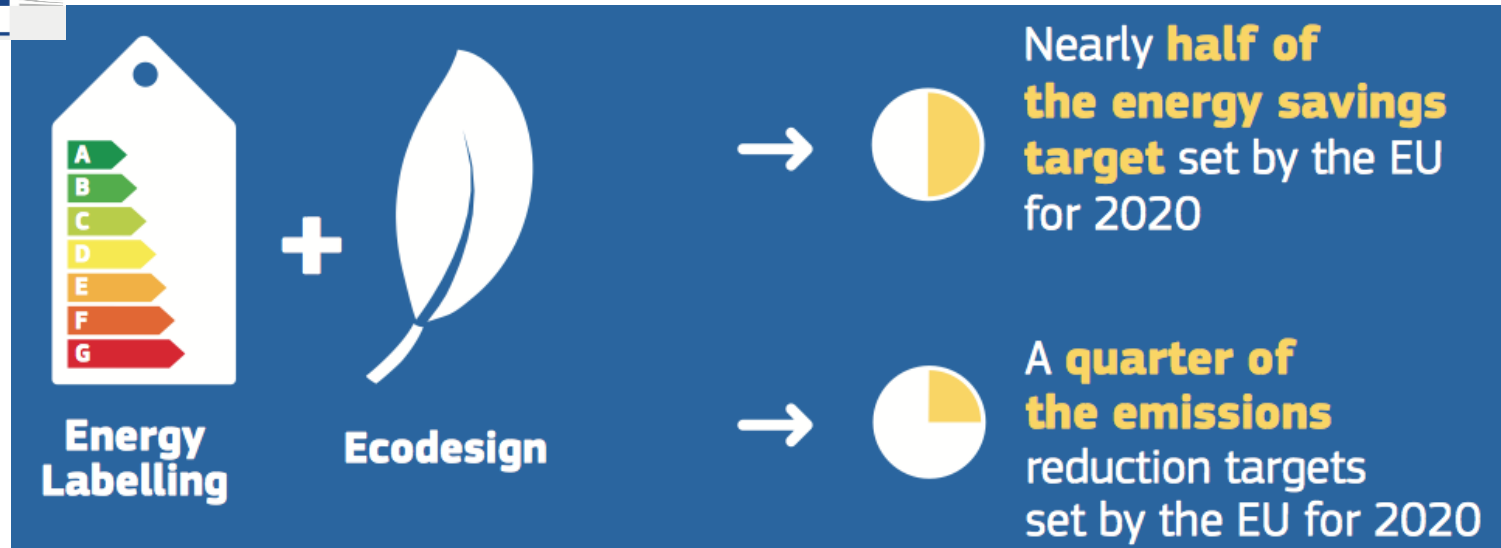 A
B
C
D
E
F
G
Energy
Labelling
Ecodesign
Nearly half of
the energy savings
target set by the EU
for 2020
A quarter of
the emissions
reduction targets
set by the EU for 2020